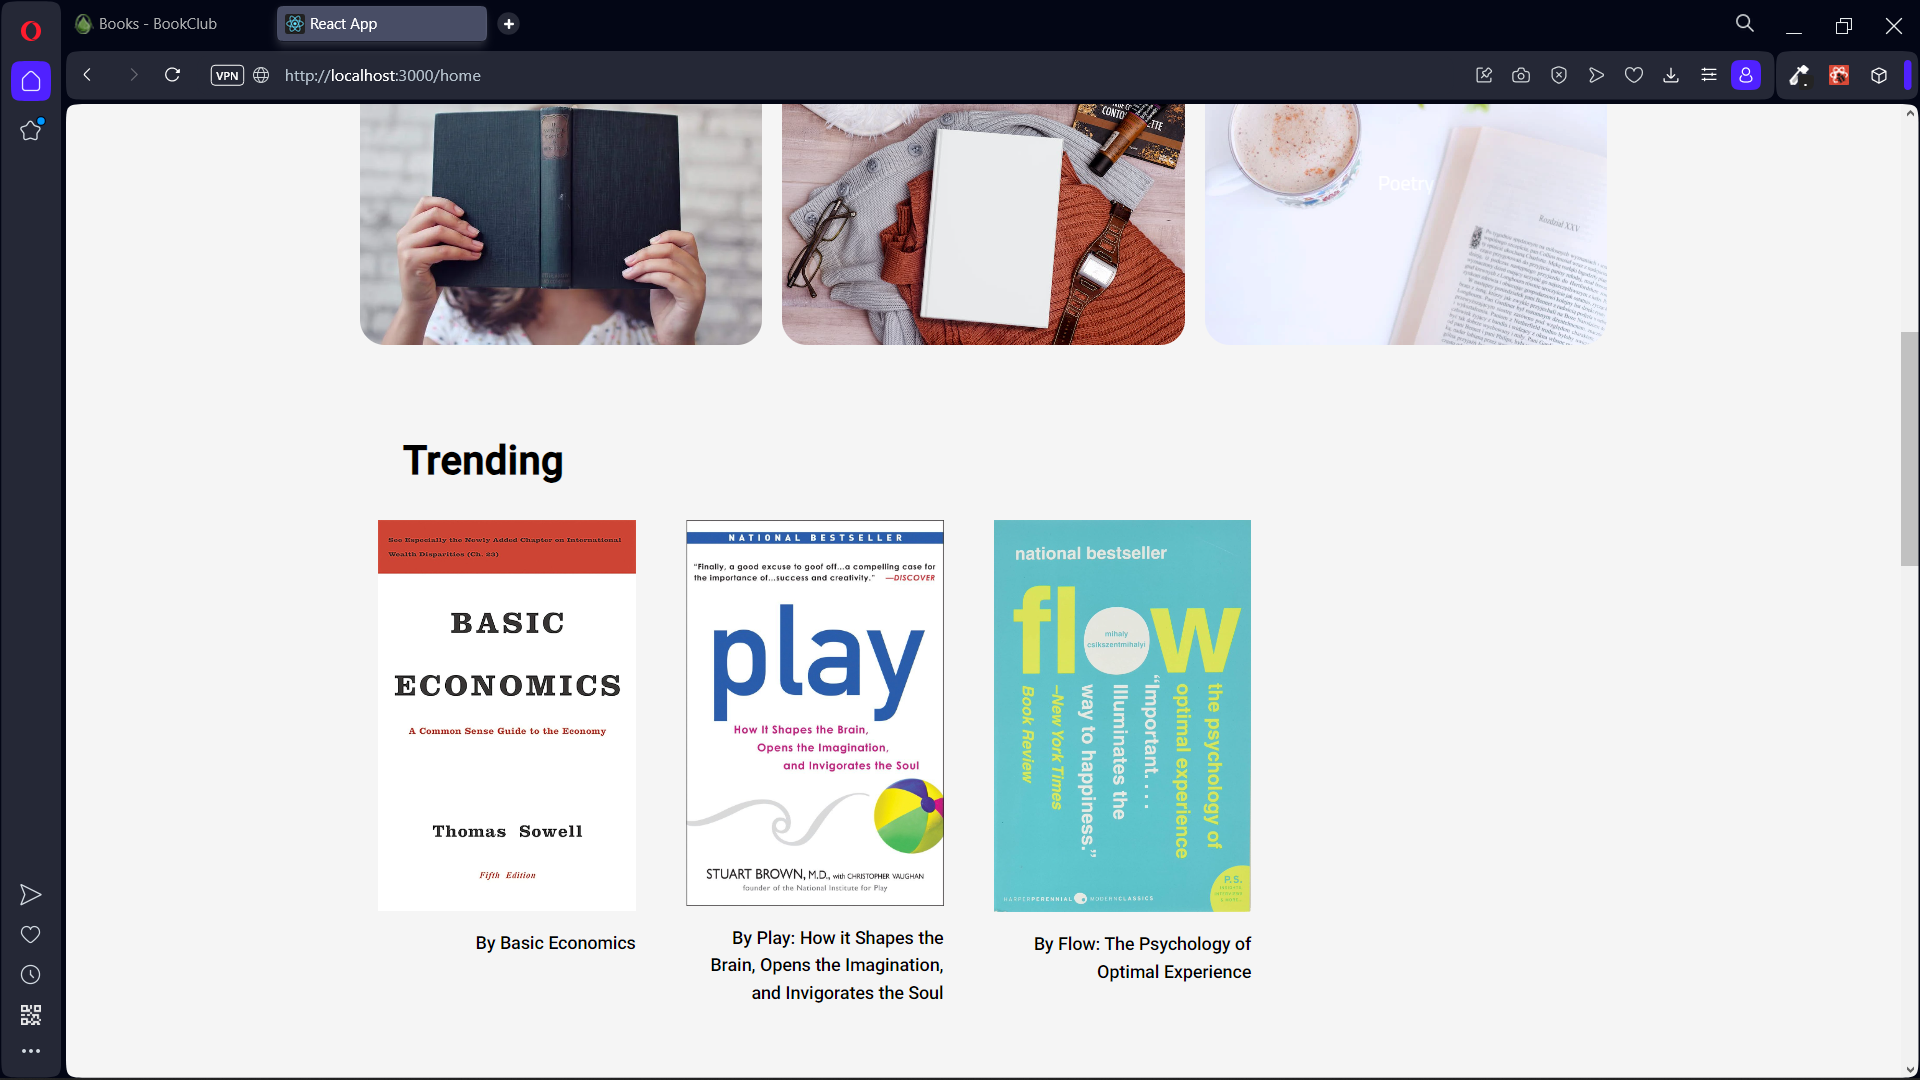 Books - BookClub
React App
VPN
http://localhost:3000/home
Poetry
Rozdział XXV
Trending
See Especially the Newly Added Chapter on International
Wealth Disparities (Ch. 23)
BASIC
ECONOMICS
A Common Sense Guide to the Economy
Thomas Sowell
Fifth Edition
By Basic Economics
NATIONAL BESTSELLER
"Finally, a good excuse to goof off...a compelling case for
the importance of...success and creativity." —DISCOVER
play
How It Shapes the Brain,
Opens the Imagination,
and Invigorates the Soul
STUART BROWN, M.D., with CHRISTOPHER VAUGHAN
founder of the National Institute for Play
By Play: How it Shapes the
Brain, Opens the Imagination,
and Invigorates the Soul
national bestseller
flow
mihaly
csikszentmihalyi
the psychology of
optimal experience
"Important. . . .
Illuminates the
way to happiness."
—New York Times
Book Review
P.S.
HARPERPERENNIAL MODERNCLASSICS
By Flow: The Psychology of
Optimal Experience